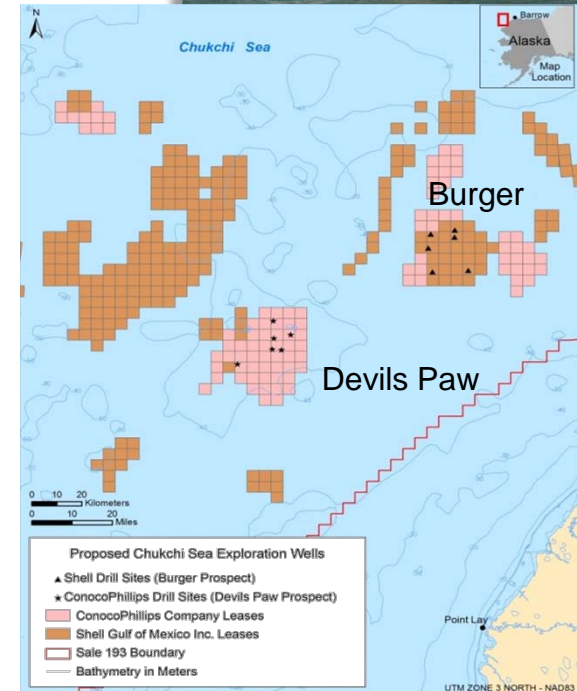 N
Barrow
Alaska
Map
Location
Chukchi Sea
Burger
Devils Paw
0 10 20
Kilometers
0 10 20
Miles
Proposed Chukchi Sea Exploration Wells
Shell Drill Sites (Burger Prospect)
ConocoPhillips Drill Sites (Devils Paw Prospect)
ConocoPhillips Company Leases
Shell Gulf of Mexico Inc. Leases
Sale 193 Boundary
Bathymetry in Meters
Point Lay
UTM ZONE 3 NORTH - NAD83